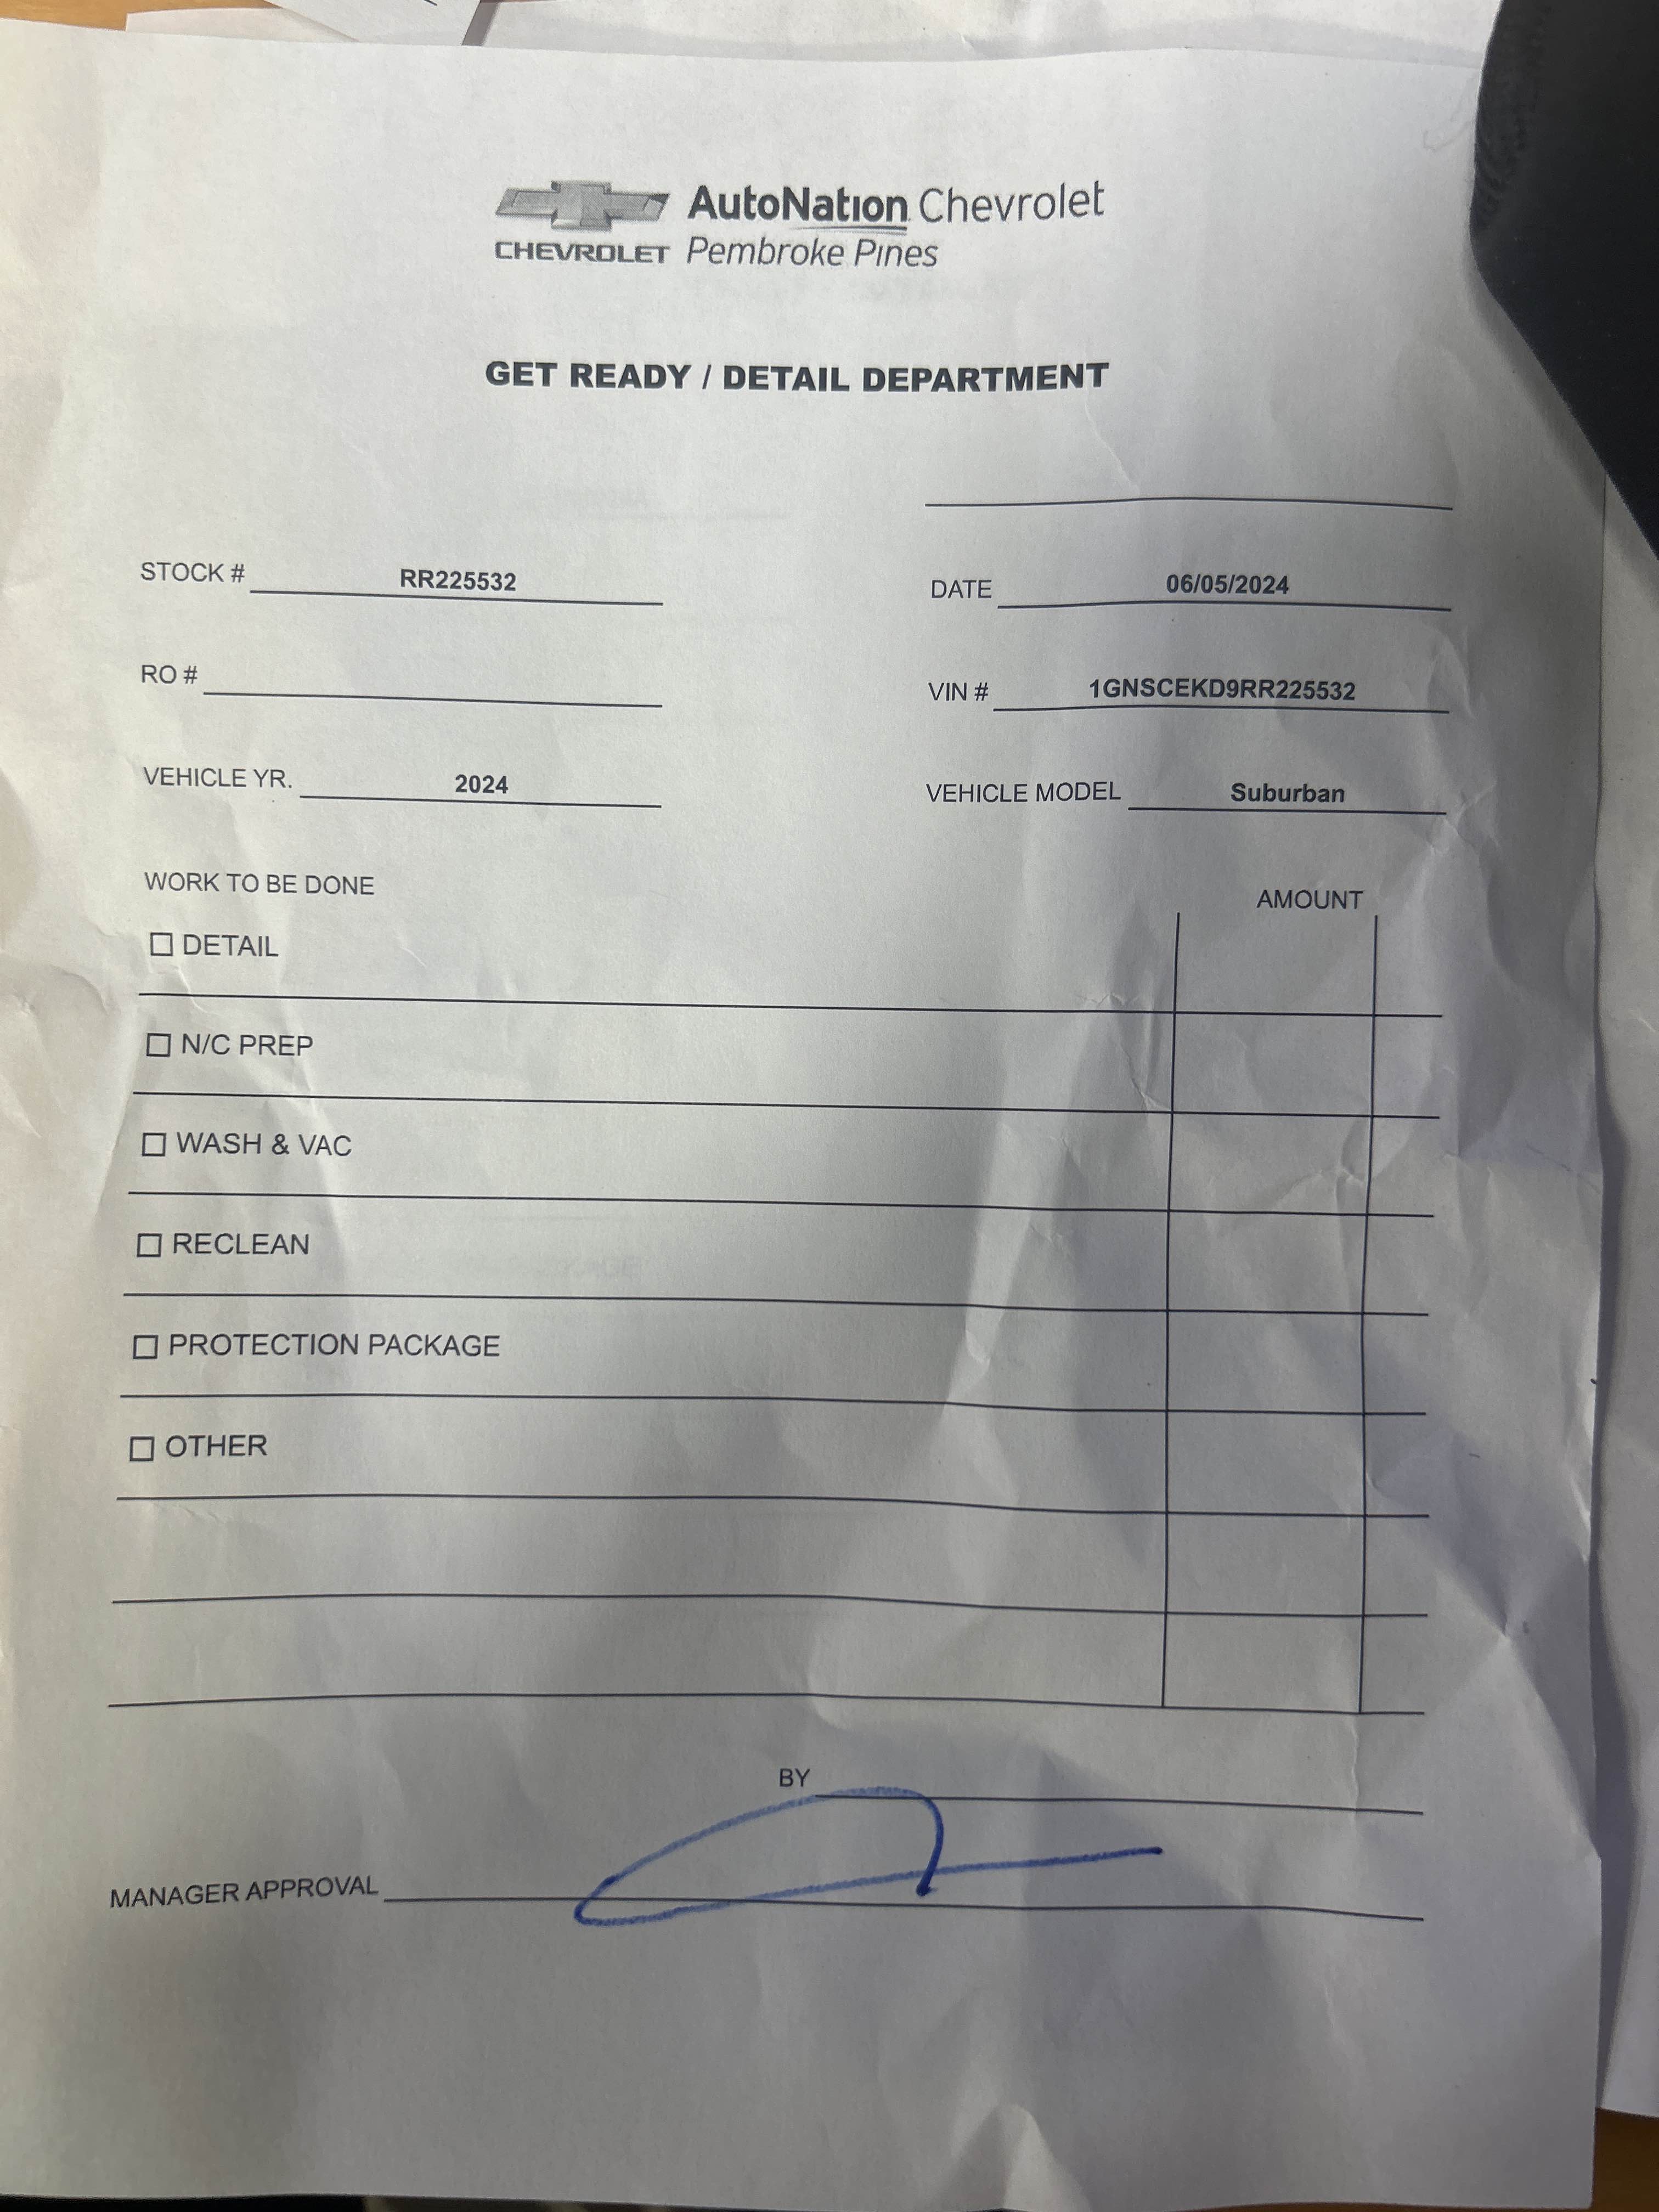 AutoNation Chevrolet
CHEVROLET Pembroke Pines
GET READY / DETAIL DEPARTMENT
STOCK # RR225532
DATE 06/05/2024
RO #
VIN # 1GNSCEKD9RR225532
VEHICLE YR. 2024
VEHICLE MODEL Suburban
WORK TO BE DONE
AMOUNT
DETAIL
N/C PREP
WASH & VAC
RECLEAN
PROTECTION PACKAGE
OTHER
BY
MANAGER APPROVAL